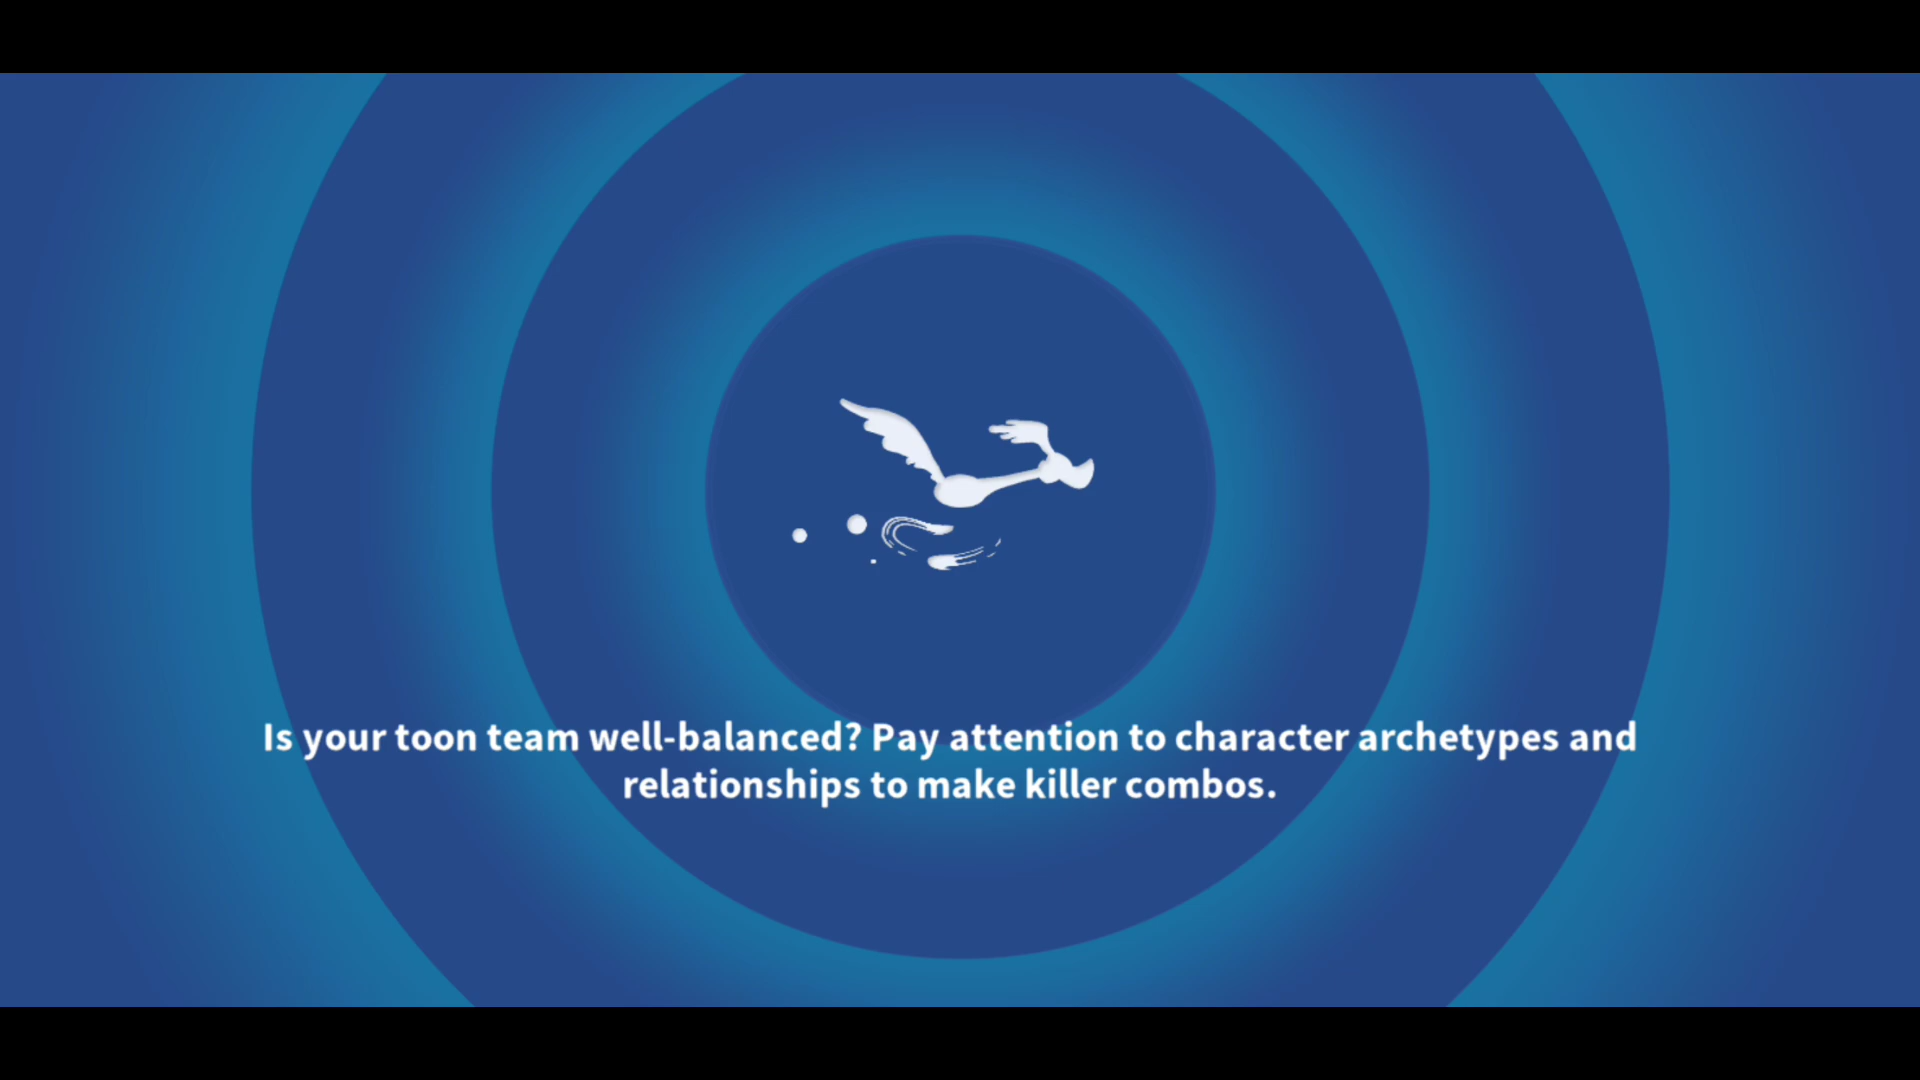 Is your toon team well-balanced? Pay attention to character archetypes and
relationships to make killer combos.